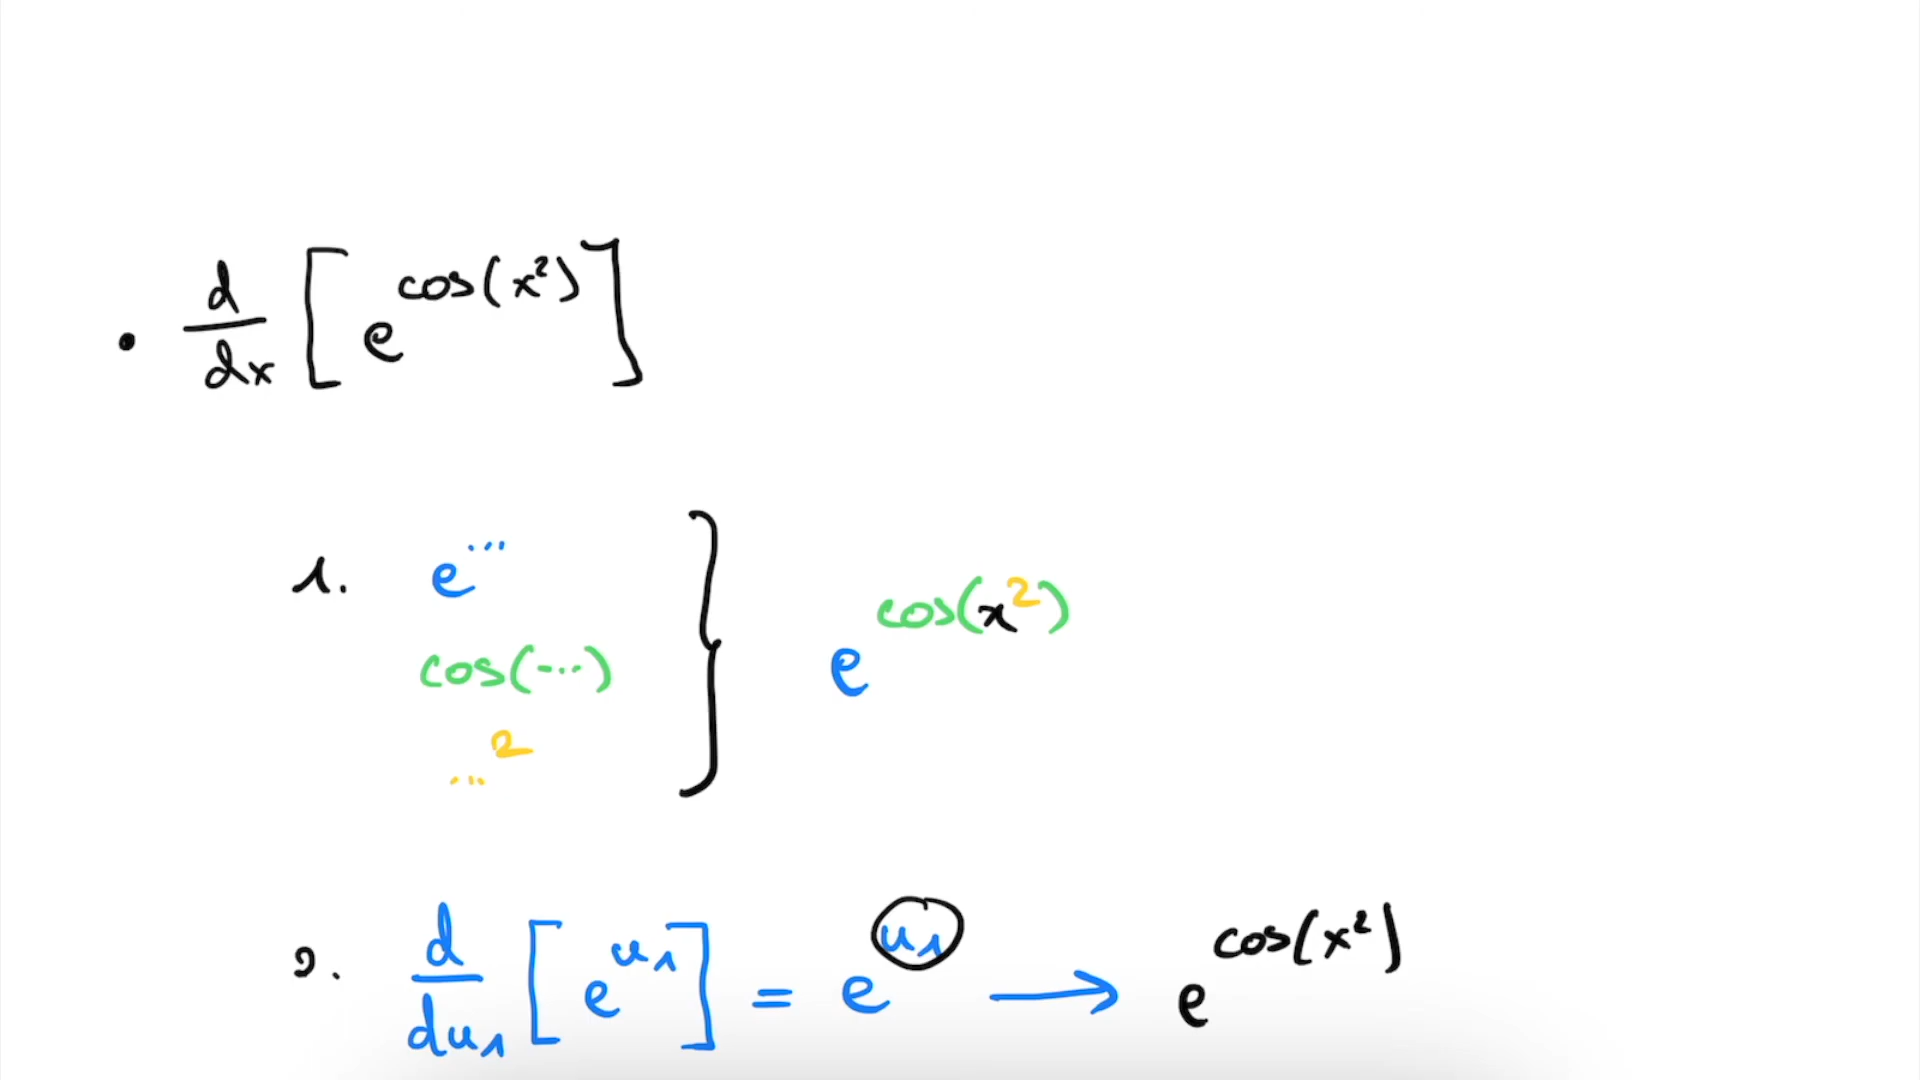 • d/dx [e^cos(x²)]
1. e^...
cos(...)
...²
} e^cos(x²)
2. d/du₁ [e^u₁] = e^u₁ → e^cos(x²)